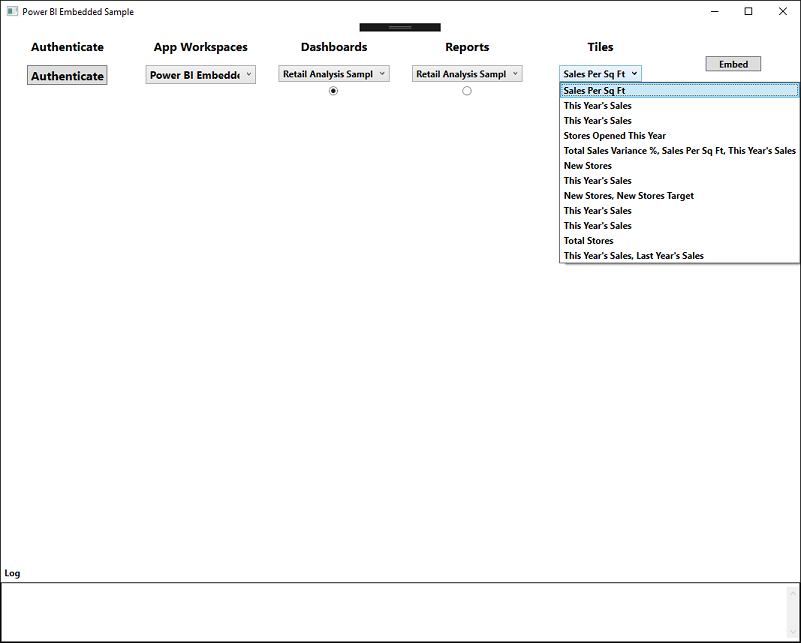 Power BI Embedded Sample
Authenticate App Workspaces Dashboards Reports Tiles
Authenticate Power BI Embedde Retail Analysis Sampl Retail Analysis Sampl Sales Per Sq Ft Embed
Sales Per Sq Ft
This Year's Sales
This Year's Sales
Stores Opened This Year
Total Sales Variance %, Sales Per Sq Ft, This Year's Sales
New Stores
This Year's Sales
New Stores, New Stores Target
This Year's Sales
This Year's Sales
Total Stores
This Year's Sales, Last Year's Sales
Log